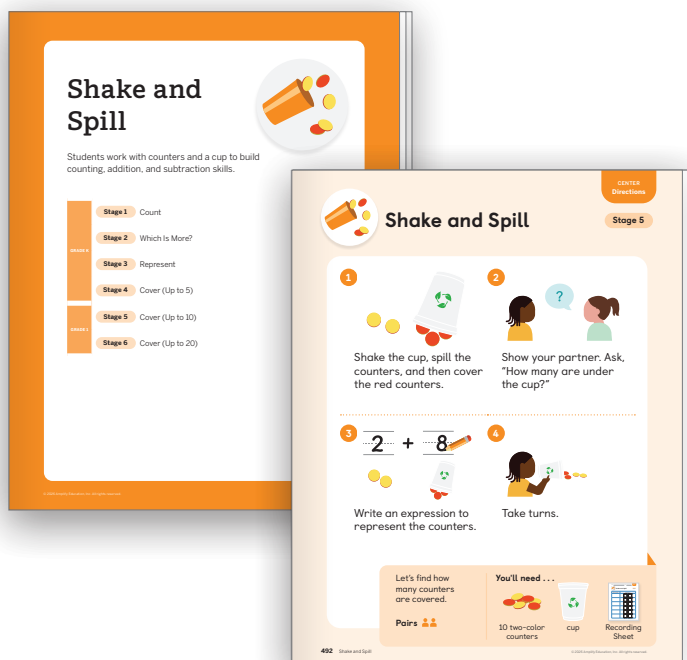 Shake and
Spill
Students work with counters and a cup to build
counting, addition, and subtraction skills.
GRADE K
Stage 1 Count
Stage 2 Which Is More?
Stage 3 Represent
Stage 4 Cover (Up to 5)
GRADE 1
Stage 5 Cover (Up to 10)
Stage 6 Cover (Up to 20)
CENTER
Directions
Shake and Spill
Stage 5
1
Shake the cup, spill the
counters, and then cover
the red counters.
2
?
Show your partner. Ask,
“How many are under
the cup?”
3
2 + 8
Write an expression to
represent the counters.
4
Take turns.
Let’s find how
many counters
are covered.
Pairs
You’ll need . . .
10 two-color
counters
cup
Recording
Sheet
492 Shake and Spill